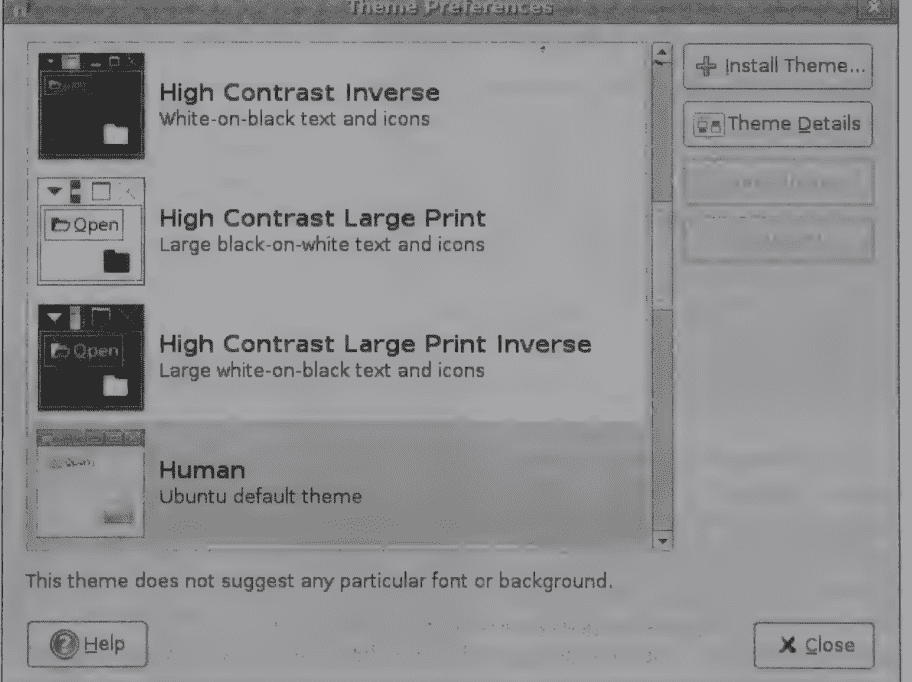 Theme Preferences
High Contrast Inverse
White-on-black text and icons
Install Theme...
Theme Details
Open
High Contrast Large Print
Large black-on-white text and icons
Open
High Contrast Large Print Inverse
Large white-on-black text and icons
Human
Ubuntu default theme
This theme does not suggest any particular font or background.
Help
Close